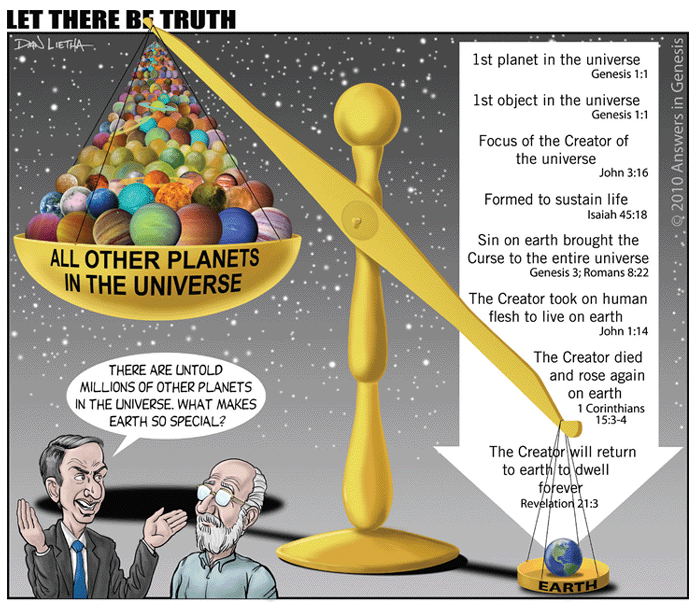 LET THERE BE TRUTH
DAN LIETHA
ALL OTHER PLANETS
IN THE UNIVERSE
THERE ARE UNTOLD
MILLIONS OF OTHER PLANETS
IN THE UNIVERSE. WHAT MAKES
EARTH SO SPECIAL?
1st planet in the universe
Genesis 1:1
1st object in the universe
Genesis 1:1
Focus of the Creator of
the universe
John 3:16
Formed to sustain life
Isaiah 45:18
Sin on earth brought the
Curse to the entire universe
Genesis 3; Romans 8:22
The Creator took on human
flesh to live on earth
John 1:14
The Creator died
and rose again
on earth
1 Corinthians
15:3-4
The Creator will return
to earth to dwell
forever
Revelation 21:3
EARTH
© 2010 Answers in Genesis